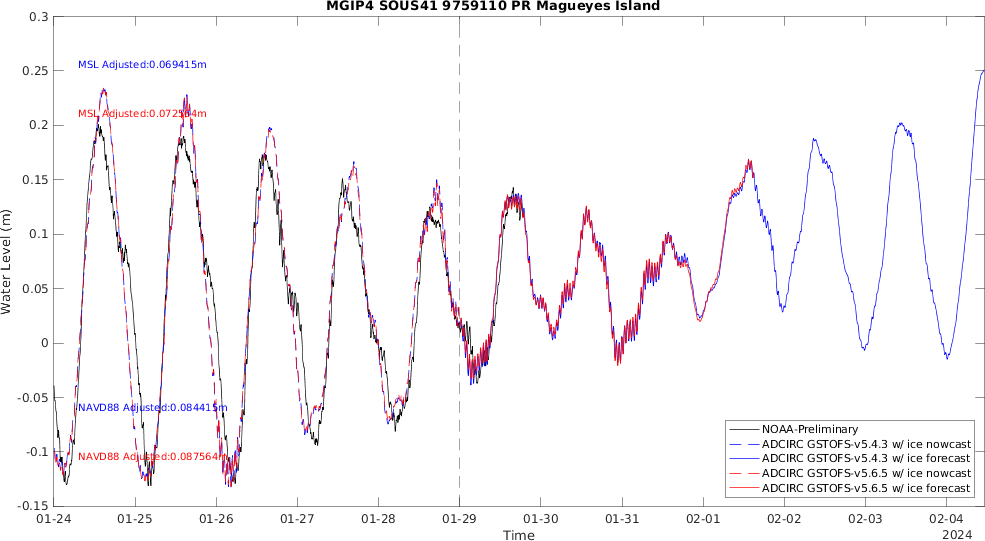 MGIP4 SOUS41 9759110 PR Magueyes Island
0.3
0.25
0.2
0.15
0.1
0.05
0
-0.05
-0.1
-0.15
Water Level (m)
MSL Adjusted:0.069415m
MSL
NAVD88 Adjusted:0.084415m
NAVD88 Adjusted:0.087564m
NOAA-Preliminary
ADCIRC GSTOFS-v5.4.3 w/ ice nowcast
ADCIRC GSTOFS-v5.4.3 w/ ice forecast
ADCIRC GSTOFS-v5.6.5 w/ ice nowcast
ADCIRC GSTOFS-v5.6.5 w/ ice forecast
01-24 01-25 01-26 01-27 01-28 01-29 01-30 01-31 02-01 02-02 02-03 02-04
Time
2024